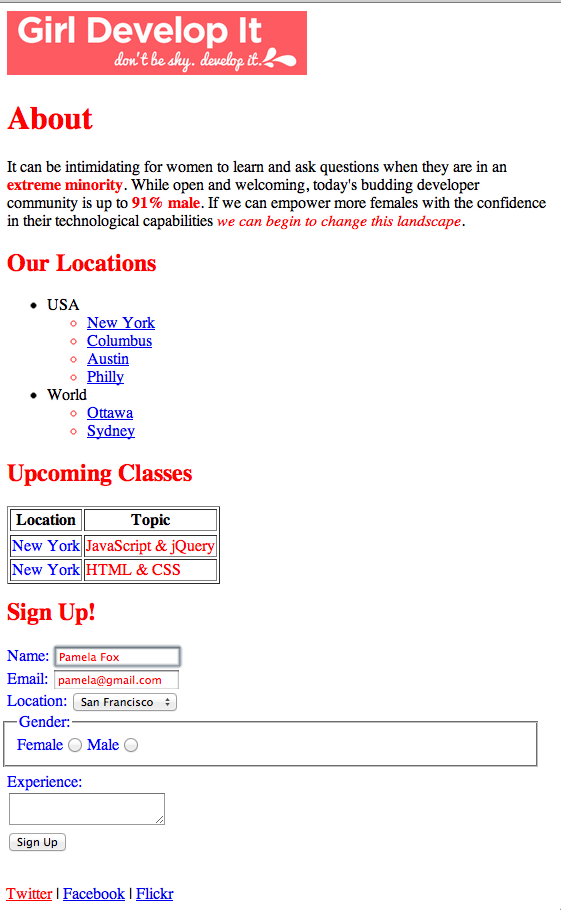 Girl Develop It
don't be shy. develop it.
About
It can be intimidating for women to learn and ask questions when they are in an
extreme minority. While open and welcoming, today's budding developer
community is up to 91% male. If we can empower more females with the confidence
in their technological capabilities we can begin to change this landscape.
Our Locations
USA
New York
Columbus
Austin
Philly
World
Ottawa
Sydney
Upcoming Classes
Location Topic
New York JavaScript & jQuery
New York HTML & CSS
Sign Up!
Name: Pamela Fox
Email: pamela@gmail.com
Location: San Francisco
Gender:
Female Male
Experience:
Sign Up
Twitter | Facebook | Flickr